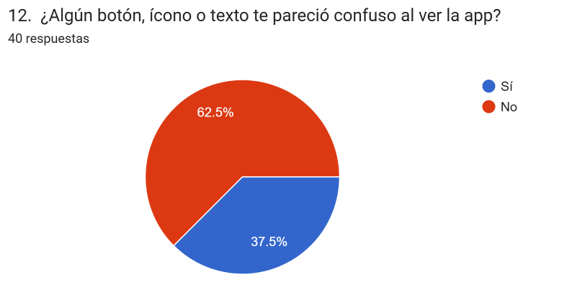 12. ¿Algún botón, ícono o texto te pareció confuso al ver la app?
40 respuestas
Sí
No
62.5%
37.5%